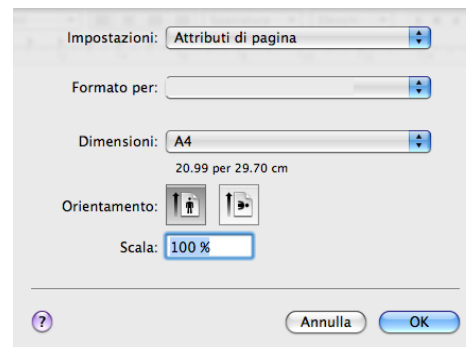 Impostazioni: Attributi di pagina
Formato per:
Dimensioni: A4
20.99 per 29.70 cm
Orientamento:
Scala: 100 %
? Annulla OK